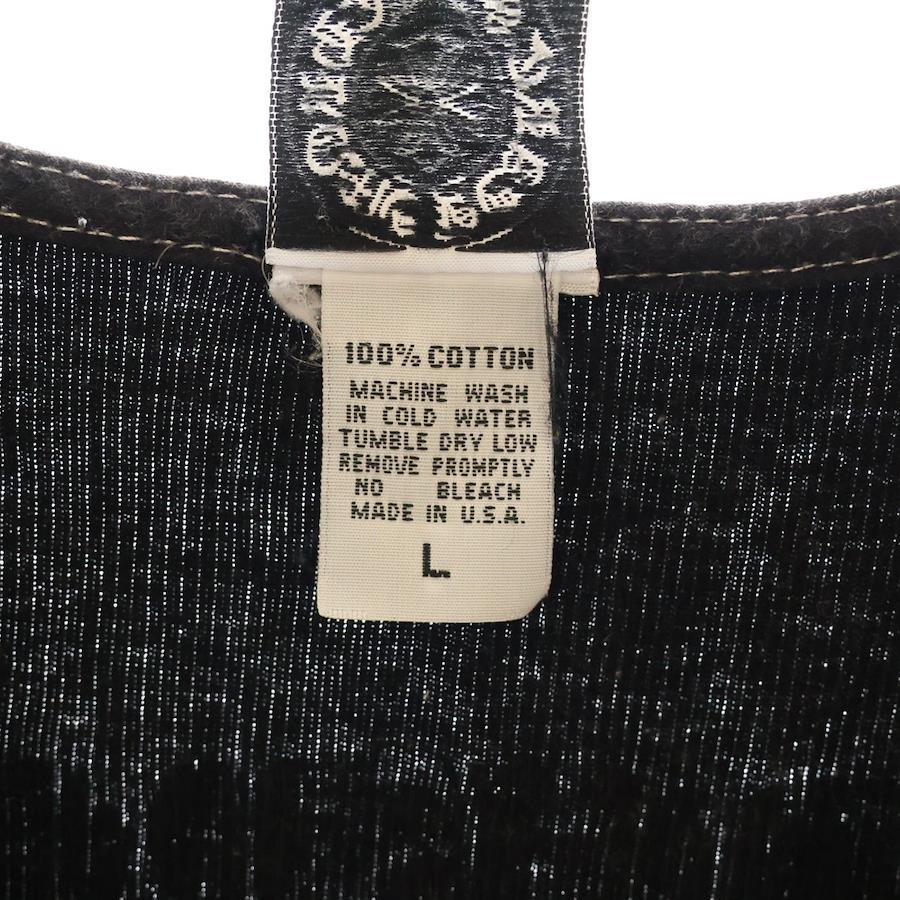 100% COTTON
MACHINE WASH
IN COLD WATER
TUMBLE DRY LOW
REMOVE PROMPTLY
NO BLEACH
MADE IN U.S.A.
L